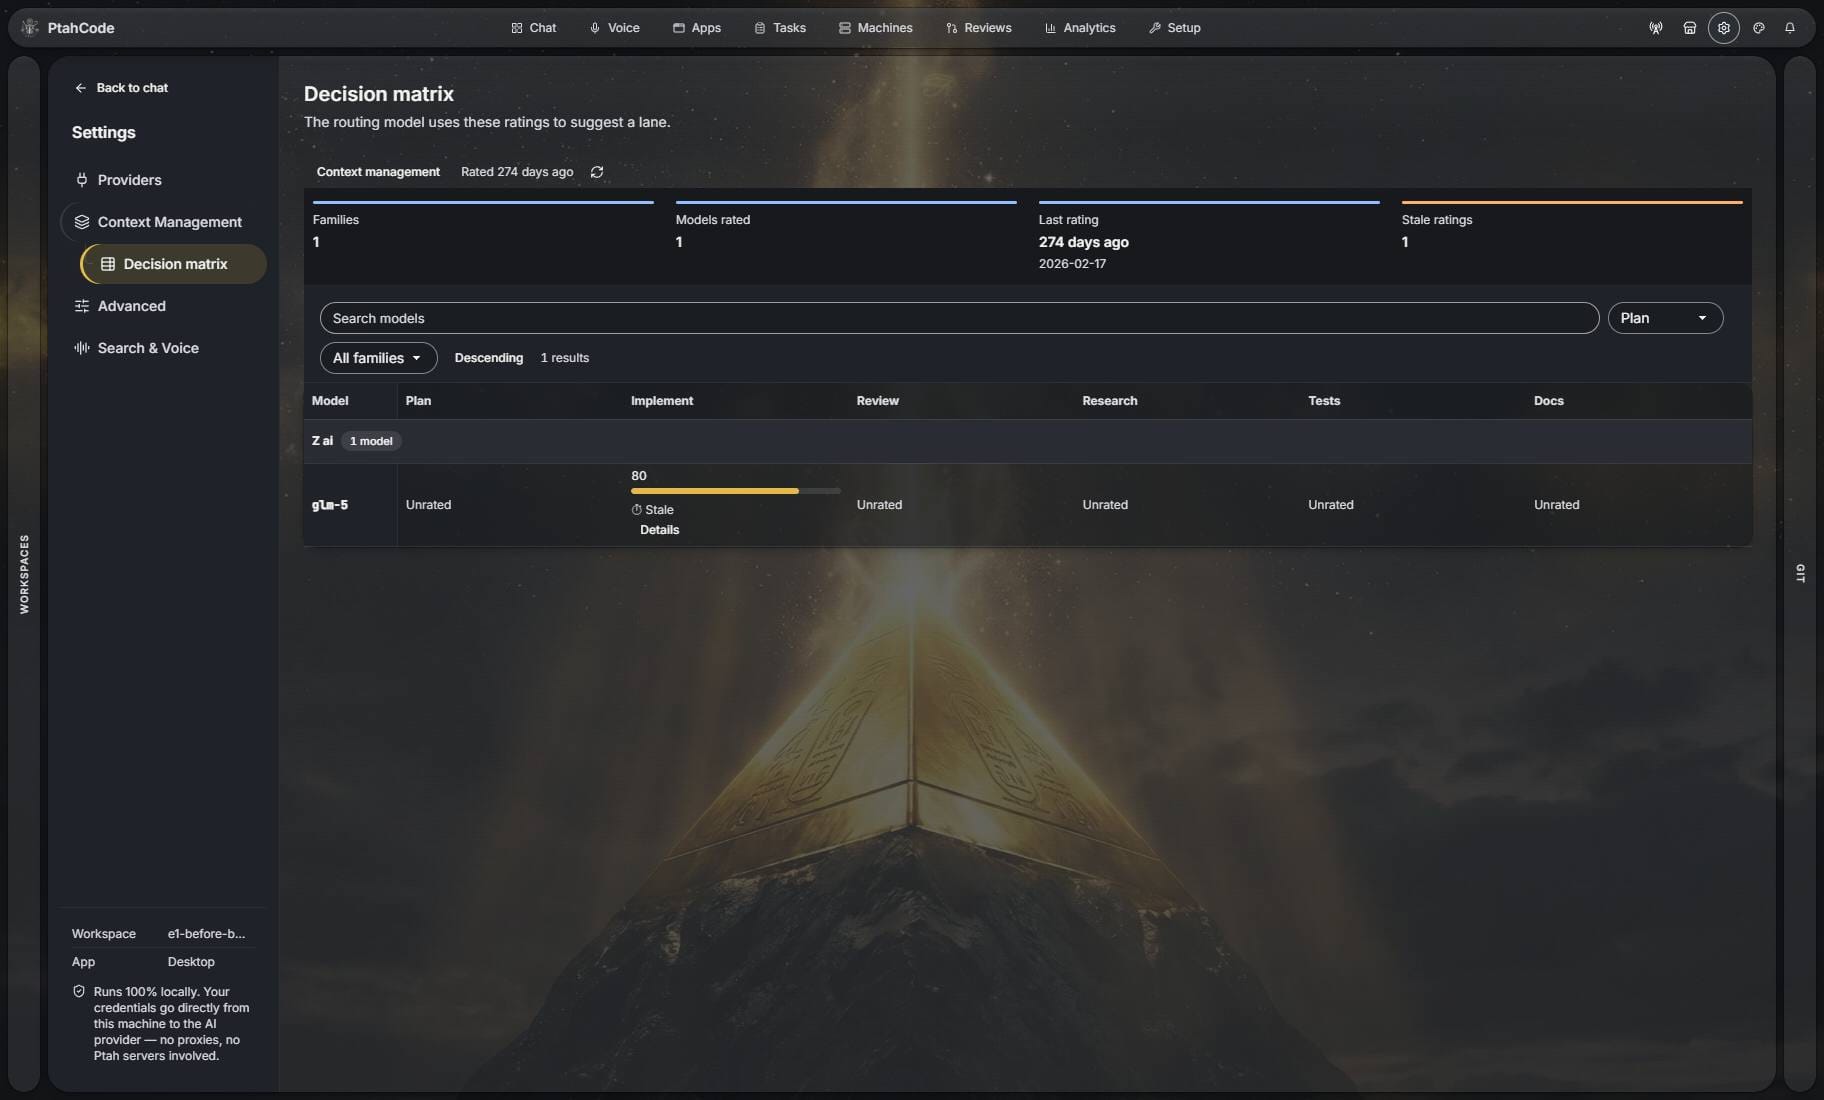 PtahCode
Chat
Voice
Apps
Tasks
Machines
Reviews
Analytics
Setup
WORKSPACES
Back to chat
Settings
Providers
Context Management
Decision matrix
Advanced
Search & Voice
Workspace e1-before-b...
App Desktop
Runs 100% locally. Your
credentials go directly from
this machine to the AI
provider — no proxies, no
Ptah servers involved.
Decision matrix
The routing model uses these ratings to suggest a lane.
Context management Rated 274 days ago
Families
1
Models rated
1
Last rating
274 days ago
2026-02-17
Stale ratings
1
Search models
Plan
All families Descending 1 results
Model Plan Implement Review Research Tests Docs
Z ai 1 model
glm-5
Unrated
80
Stale
Details
Unrated
Unrated
Unrated
Unrated
GIT